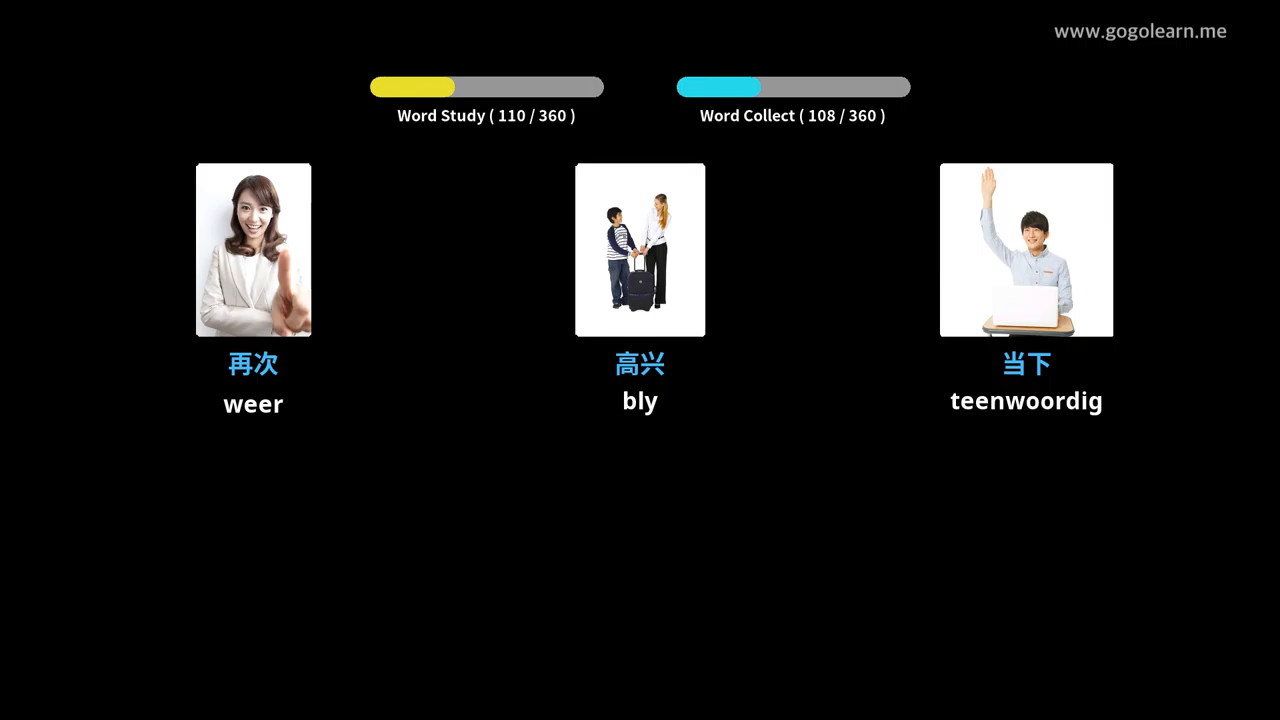 www.gogolearn.me
Word Study ( 110 / 360 )
Word Collect ( 108 / 360 )
再次
高兴
当下
weer
bly
teenwoordig